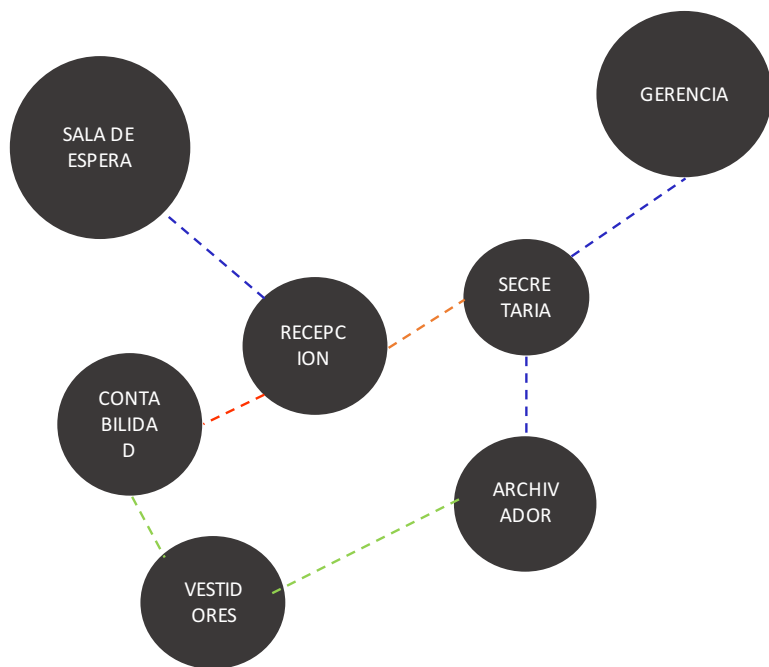 SALA DE
ESPERA
GERENCIA
RECEPC
ION
SECRE
TARIA
CONTA
BILIDA
D
ARCHIV
ADOR
VESTID
ORES